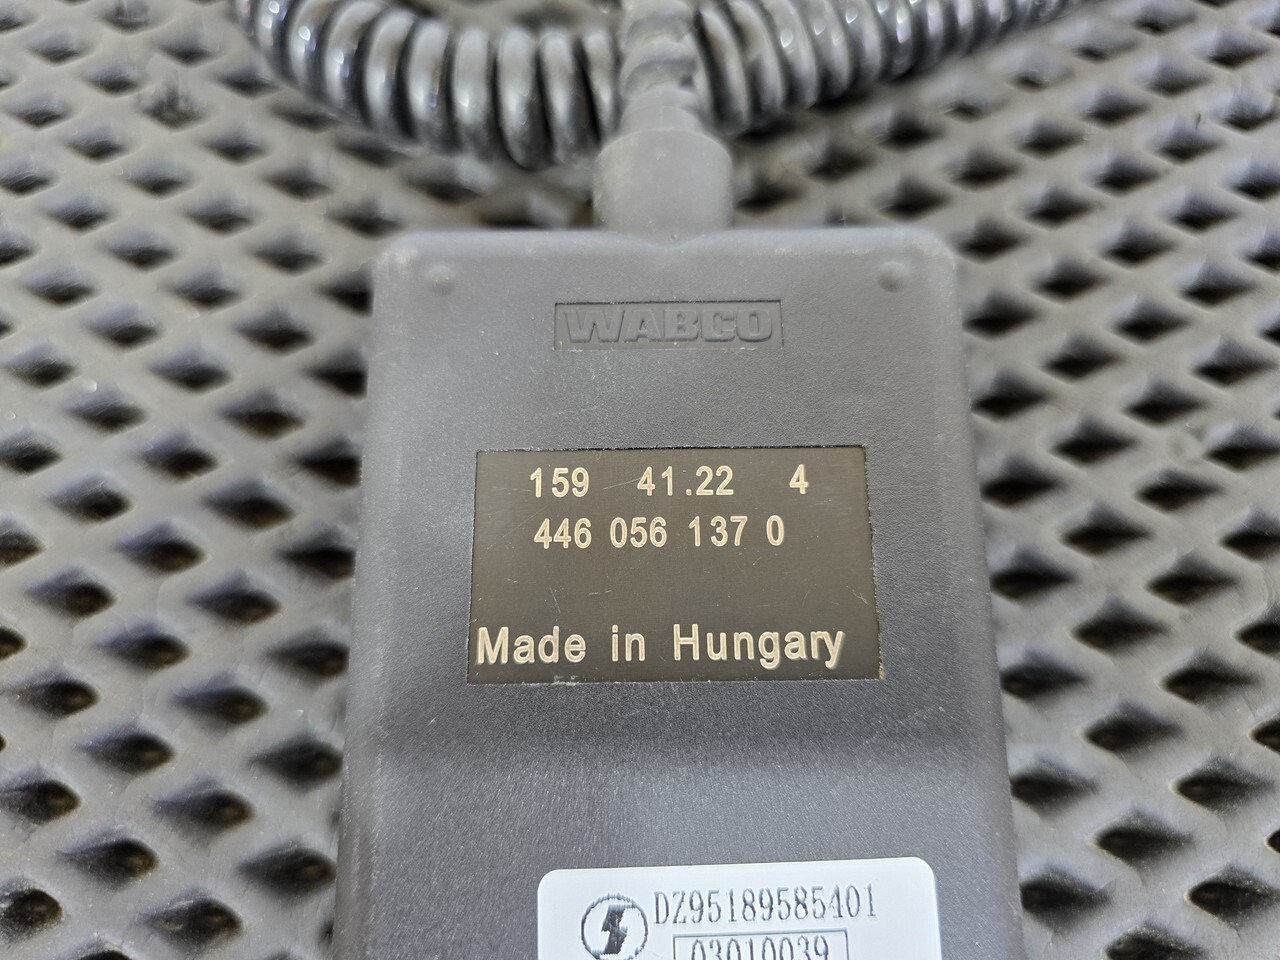 WABCO
159 41.22 4
446 056 137 0
Made in Hungary
DZ95189585401
03010039